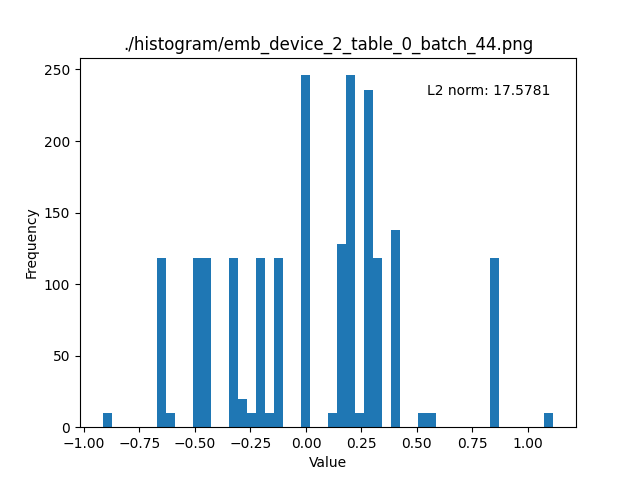 ./histogram/emb_device_2_table_0_batch_44.png
L2 norm: 17.5781
Frequency
250
200
150
100
50
0
−1.00 −0.75 −0.50 −0.25 0.00 0.25 0.50 0.75 1.00
Value